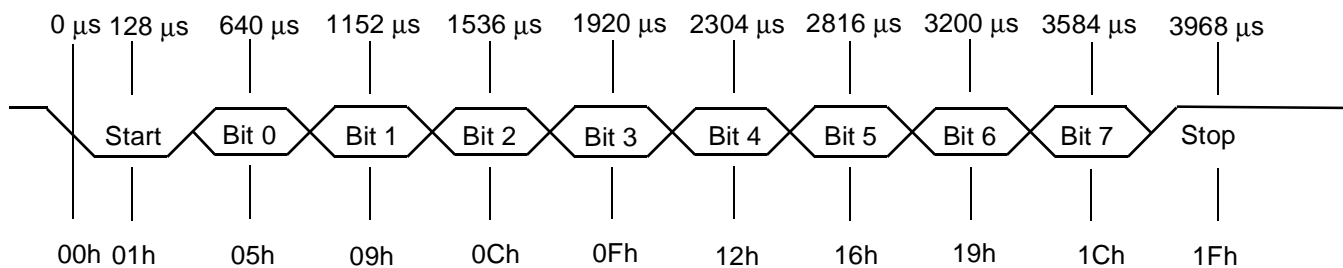 0 μs 128 μs 640 μs 1152 μs 1536 μs 1920 μs 2304 μs 2816 μs 3200 μs 3584 μs 3968 μs
Start Bit 0 Bit 1 Bit 2 Bit 3 Bit 4 Bit 5 Bit 6 Bit 7 Stop
00h 01h 05h 09h 0Ch 0Fh 12h 16h 19h 1Ch 1Fh